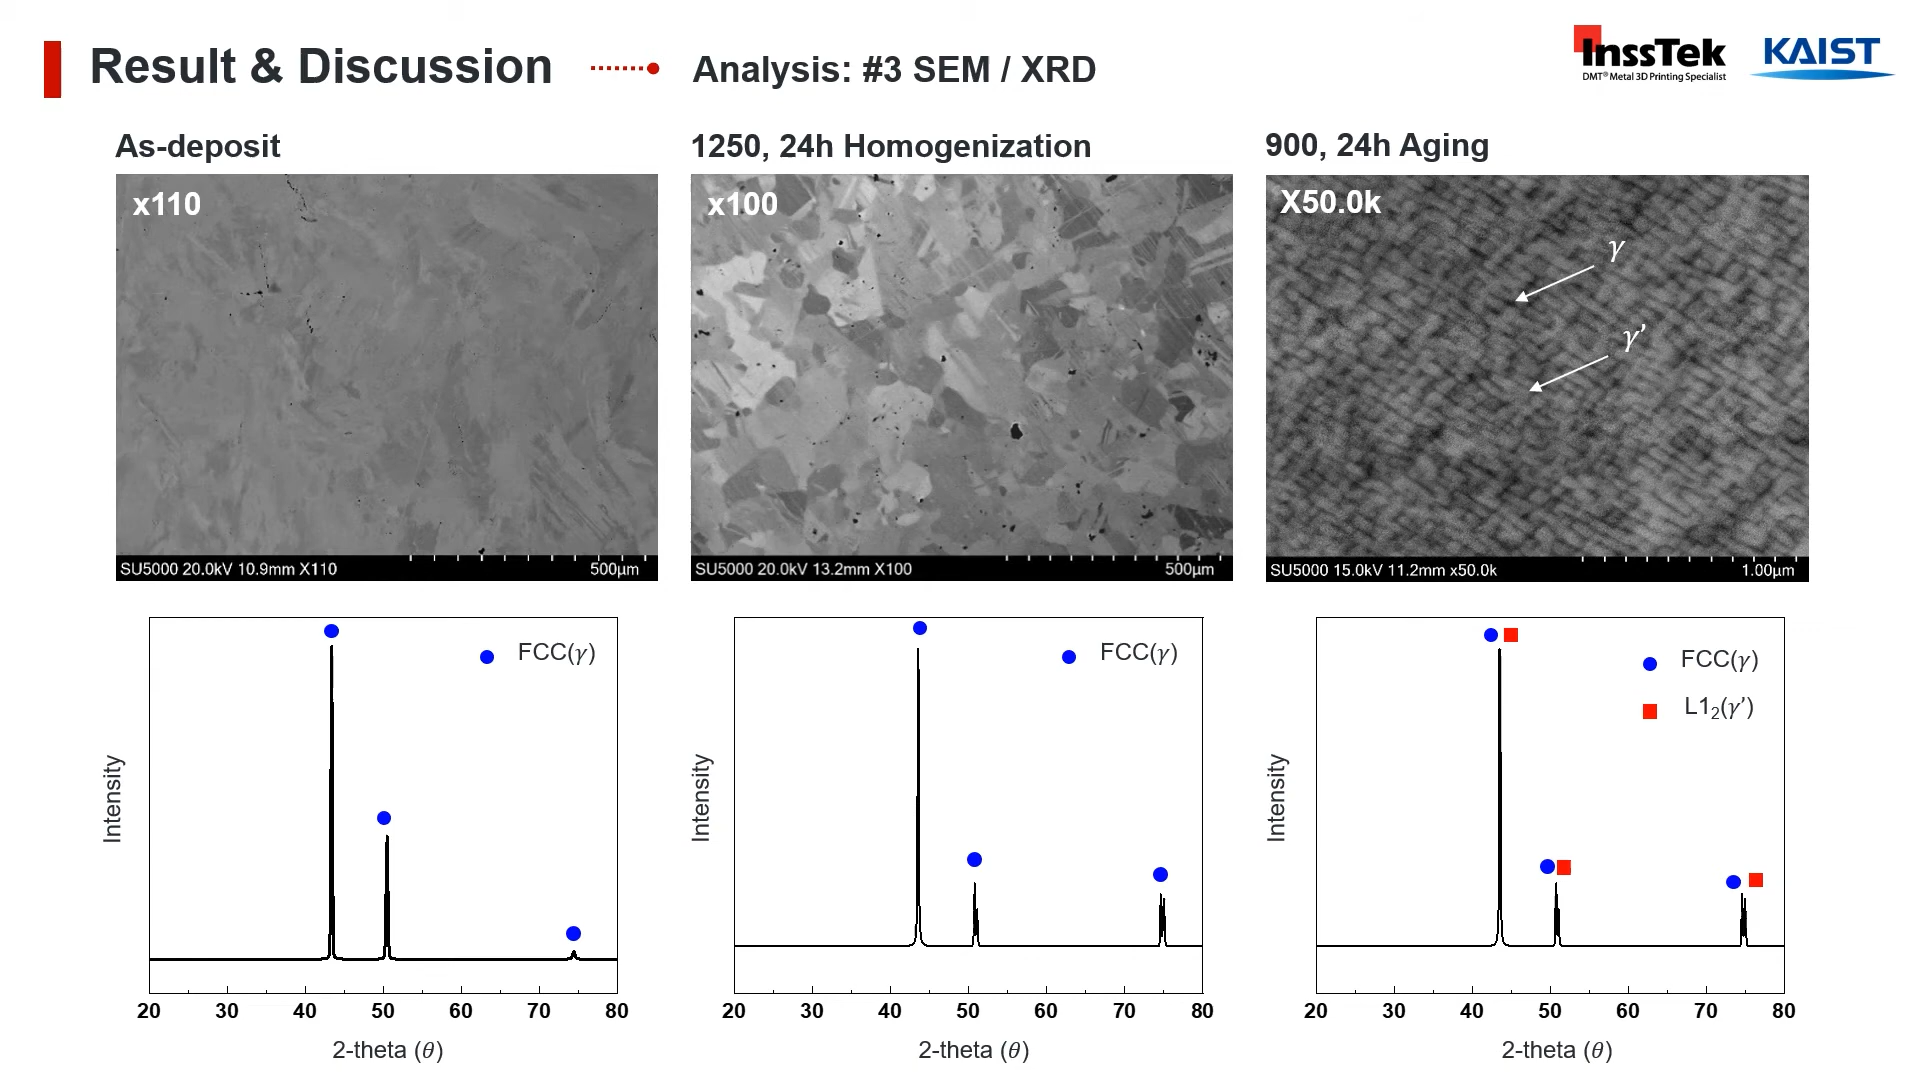 Result & Discussion
Analysis: #3 SEM / XRD
InssTek
DMT® Metal 3D Printing Specialist
KAIST
As-deposit
1250, 24h Homogenization
900, 24h Aging
x110
x100
X50.0k
γ
γ’
SU5000 20.0kV 10.9mm X110 500µm
SU5000 20.0kV 13.2mm X100 500µm
SU5000 15.0kV 11.2mm x50.0k 1.00µm
FCC(γ)
Intensity
20 30 40 50 60 70 80
2-theta (θ)
FCC(γ)
Intensity
20 30 40 50 60 70 80
2-theta (θ)
FCC(γ)
L1₂(γ’)
Intensity
20 30 40 50 60 70 80
2-theta (θ)